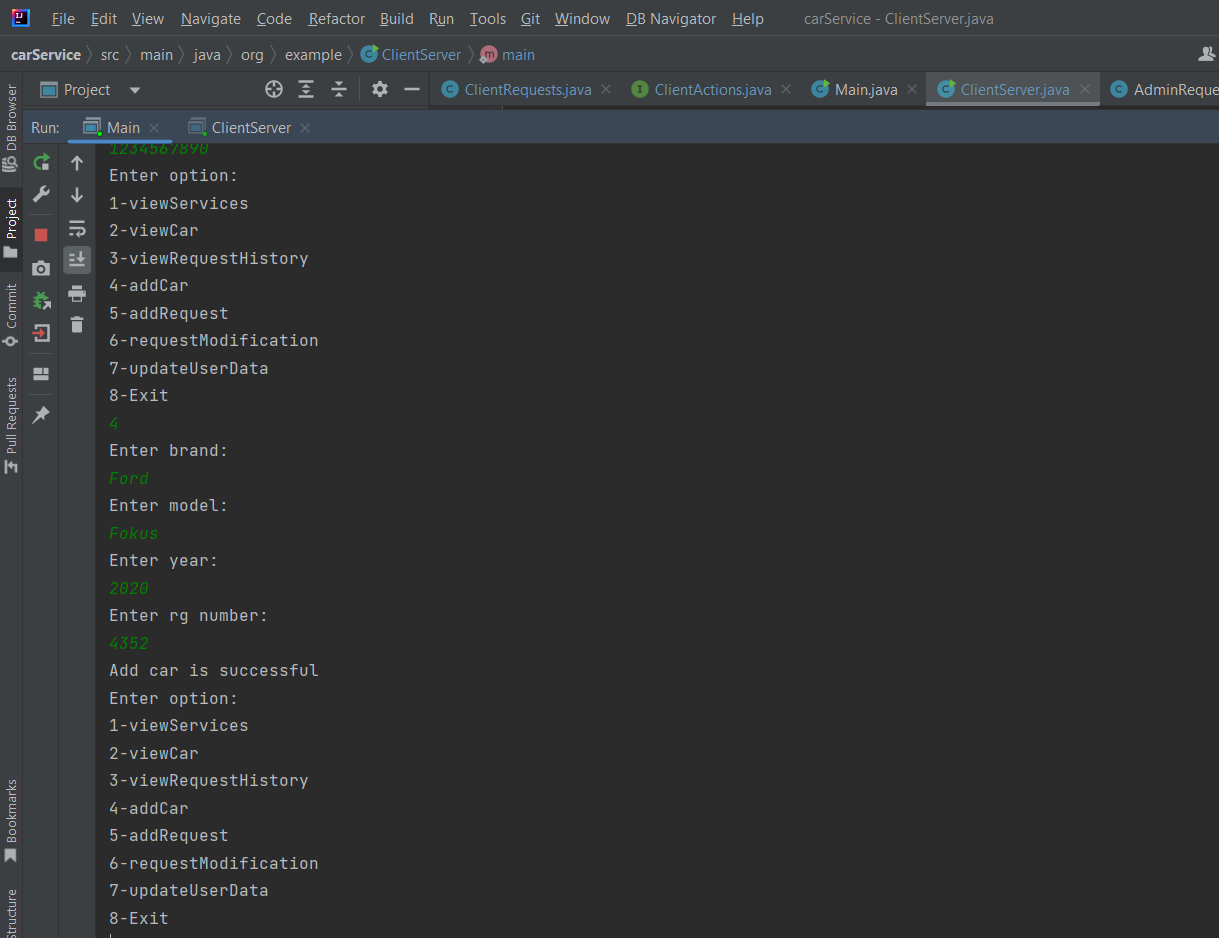 File Edit View Navigate Code Refactor Build Run Tools Git Window DB Navigator Help carService - ClientServer.java
carService src main java org example ClientServer main
Project ClientRequests.java ClientActions.java Main.java ClientServer.java AdminReque
Run: Main ClientServer
DB Browser
Project
Commit
Pull Requests
Bookmarks
Structure
1234567890
Enter option:
1-viewServices
2-viewCar
3-viewRequestHistory
4-addCar
5-addRequest
6-requestModification
7-updateUserData
8-Exit
4
Enter brand:
Ford
Enter model:
Fokus
Enter year:
2020
Enter rg number:
4352
Add car is successful
Enter option:
1-viewServices
2-viewCar
3-viewRequestHistory
4-addCar
5-addRequest
6-requestModification
7-updateUserData
8-Exit